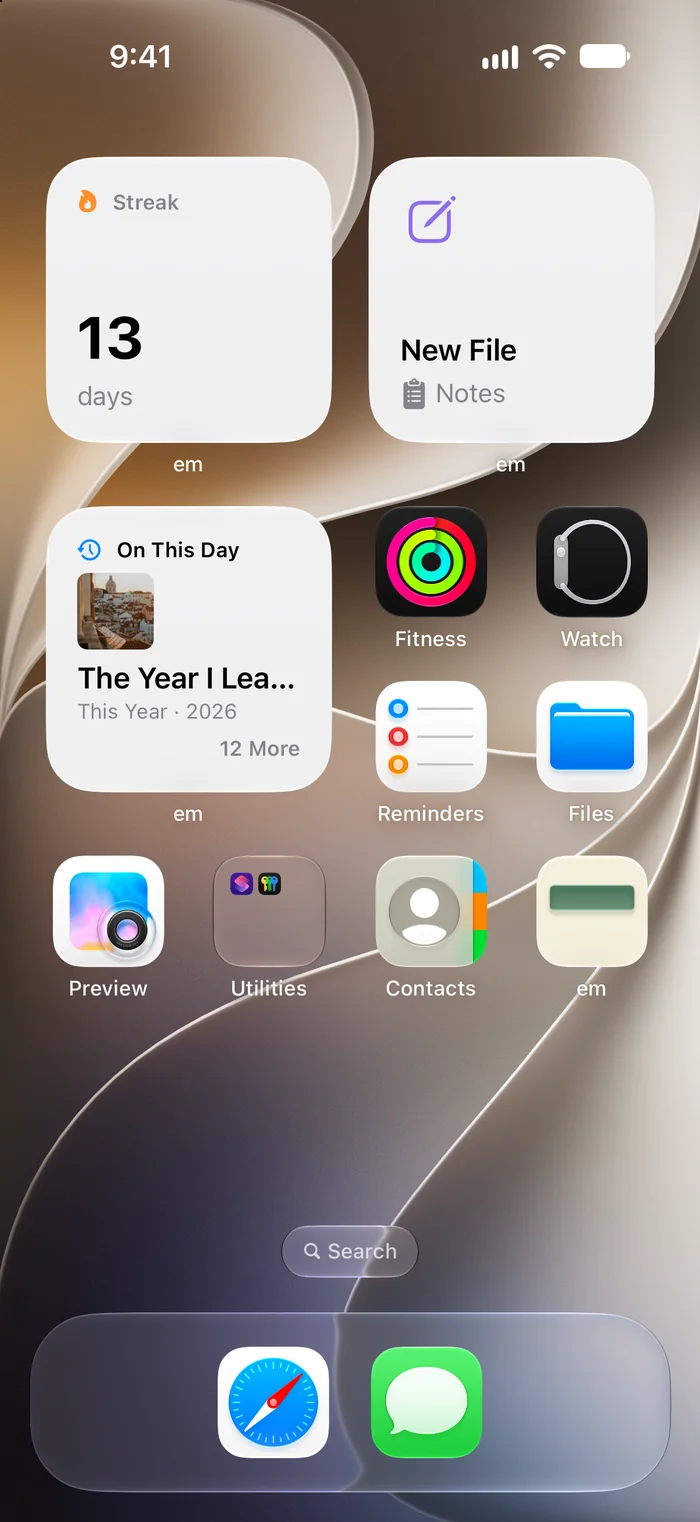 9:41
Streak
13
days
em
New File
Notes
em
On This Day
The Year I Lea...
This Year · 2026
12 More
em
Fitness
Watch
Reminders
Files
Preview
Utilities
Contacts
em
Search